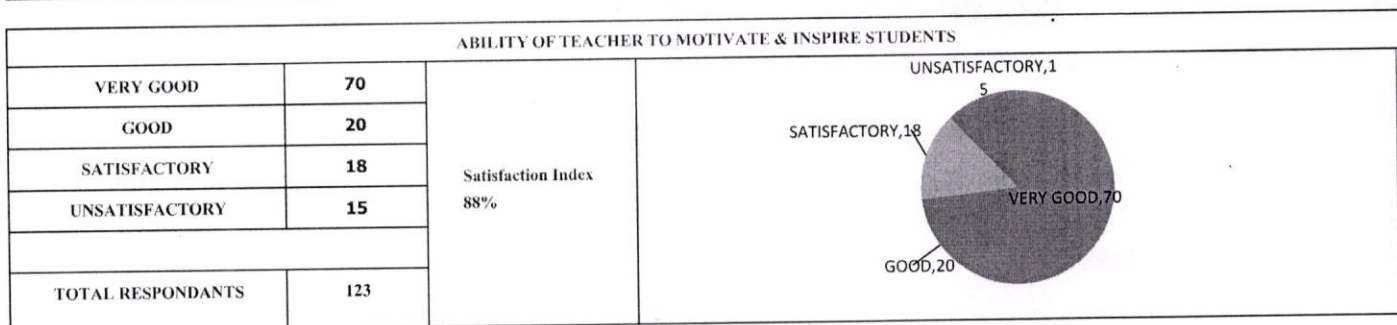 ABILITY OF TEACHER TO MOTIVATE & INSPIRE STUDENTS
VERY GOOD 70
GOOD 20
SATISFACTORY 18
UNSATISFACTORY 15
TOTAL RESPONDANTS 123
Satisfaction Index
88%
UNSATISFACTORY,1
5
SATISFACTORY,18
VERY GOOD,70
GOOD,20